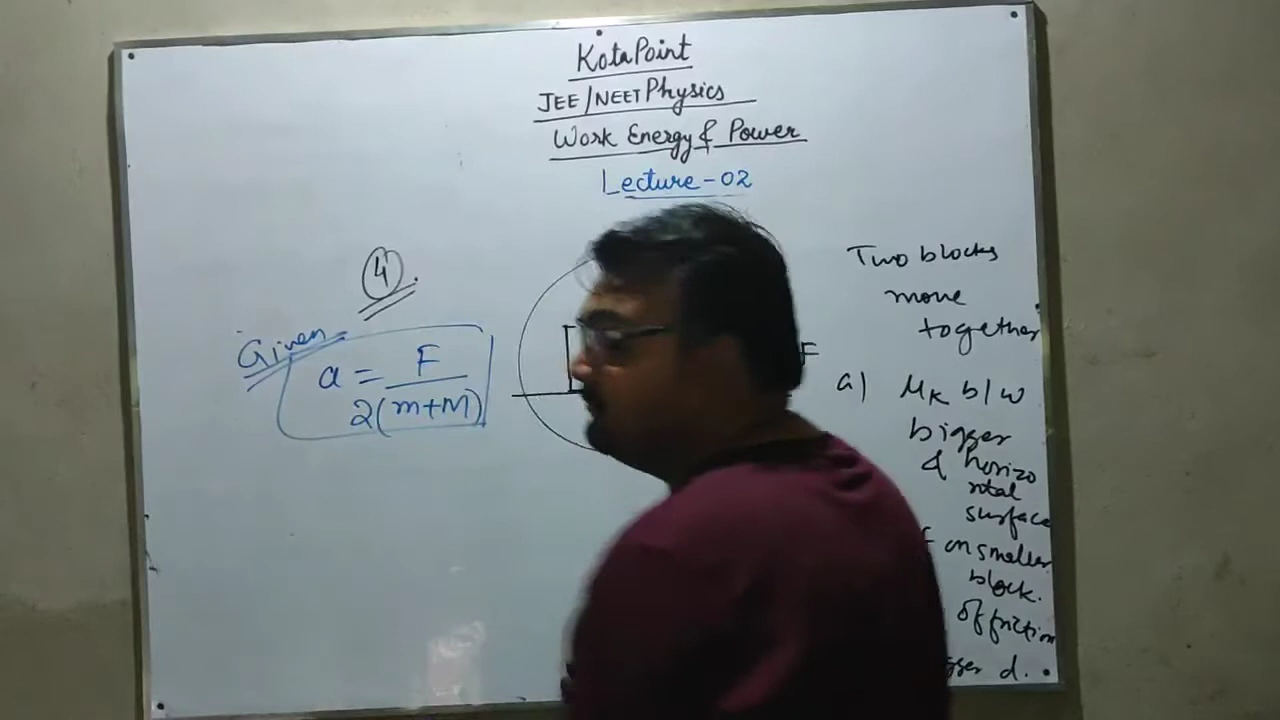 KotaPoint
JEE/NEET Physics
Work Energy & Power
Lecture-02
4.
Given
a = F / 2(m+M)
F
Two blocks
move
together
a) μk b/w
bigger
& horizo
ntal
surface
on smaller
block.
of friction
d.